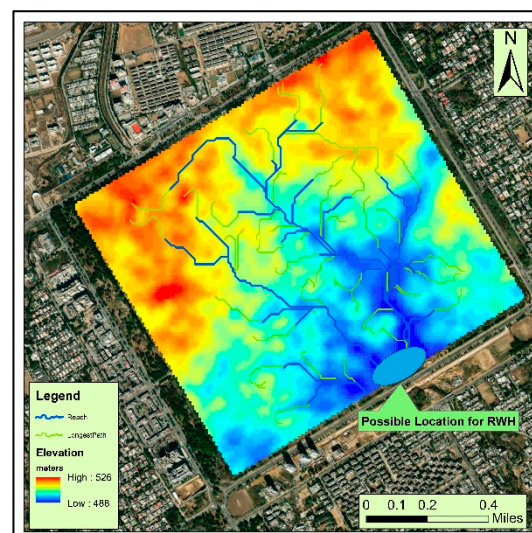 N
Legend
Reach
LongestPath
Elevation
meters
High : 526
Low : 488
Possible Location for RWH
0 0.1 0.2 0.4
Miles